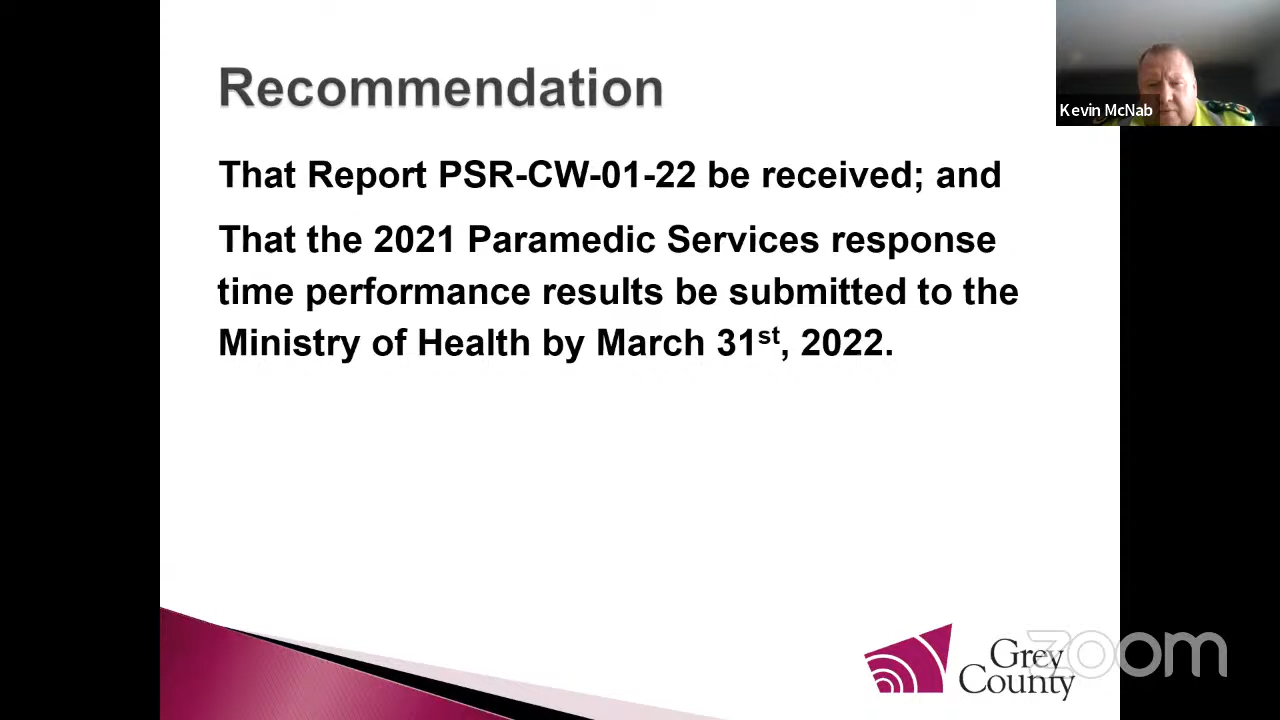 Recommendation
Kevin McNab
That Report PSR-CW-01-22 be received; and
That the 2021 Paramedic Services response
time performance results be submitted to the
Ministry of Health by March 31st, 2022.
Grey
County
zoom